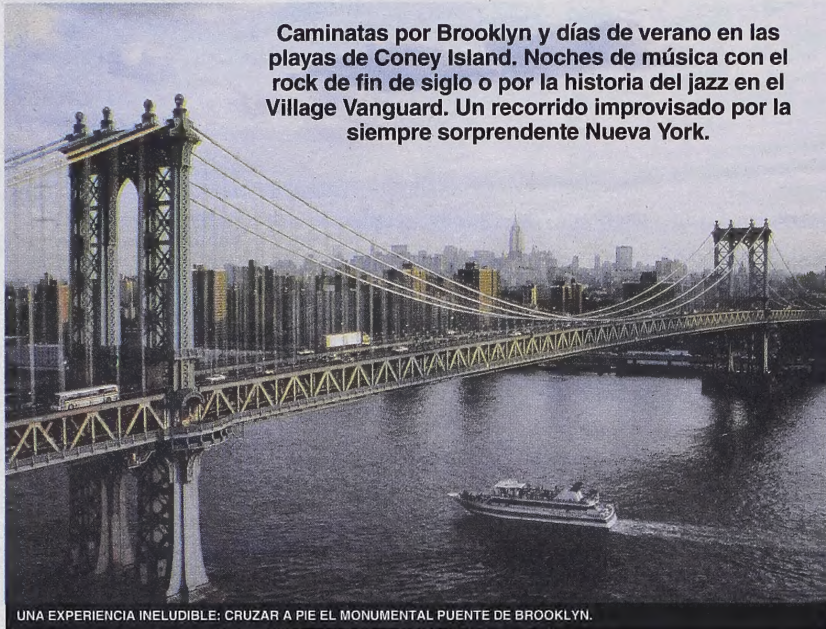 Caminatas por Brooklyn y días de verano en las
playas de Coney Island. Noches de música con el
rock de fin de siglo o por la historia del jazz en el
Village Vanguard. Un recorrido improvisado por la
siempre sorprendente Nueva York.
UNA EXPERIENCIA INELUDIBLE: CRUZAR A PIE EL MONUMENTAL PUENTE DE BROOKLYN.